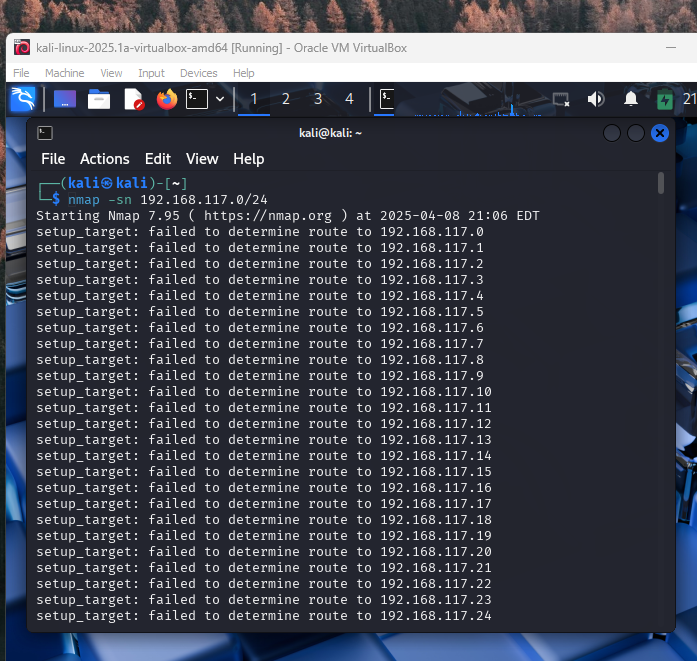 kali-linux-2025.1a-virtualbox-amd64 [Running] - Oracle VM VirtualBox
File Machine View Input Devices Help
1 2 3 4 21
kali@kali: ~
File Actions Edit View Help
┌──(kali㉿kali)-[~]
└─$ nmap -sn 192.168.117.0/24
Starting Nmap 7.95 ( https://nmap.org ) at 2025-04-08 21:06 EDT
setup_target: failed to determine route to 192.168.117.0
setup_target: failed to determine route to 192.168.117.1
setup_target: failed to determine route to 192.168.117.2
setup_target: failed to determine route to 192.168.117.3
setup_target: failed to determine route to 192.168.117.4
setup_target: failed to determine route to 192.168.117.5
setup_target: failed to determine route to 192.168.117.6
setup_target: failed to determine route to 192.168.117.7
setup_target: failed to determine route to 192.168.117.8
setup_target: failed to determine route to 192.168.117.9
setup_target: failed to determine route to 192.168.117.10
setup_target: failed to determine route to 192.168.117.11
setup_target: failed to determine route to 192.168.117.12
setup_target: failed to determine route to 192.168.117.13
setup_target: failed to determine route to 192.168.117.14
setup_target: failed to determine route to 192.168.117.15
setup_target: failed to determine route to 192.168.117.16
setup_target: failed to determine route to 192.168.117.17
setup_target: failed to determine route to 192.168.117.18
setup_target: failed to determine route to 192.168.117.19
setup_target: failed to determine route to 192.168.117.20
setup_target: failed to determine route to 192.168.117.21
setup_target: failed to determine route to 192.168.117.22
setup_target: failed to determine route to 192.168.117.23
setup_target: failed to determine route to 192.168.117.24